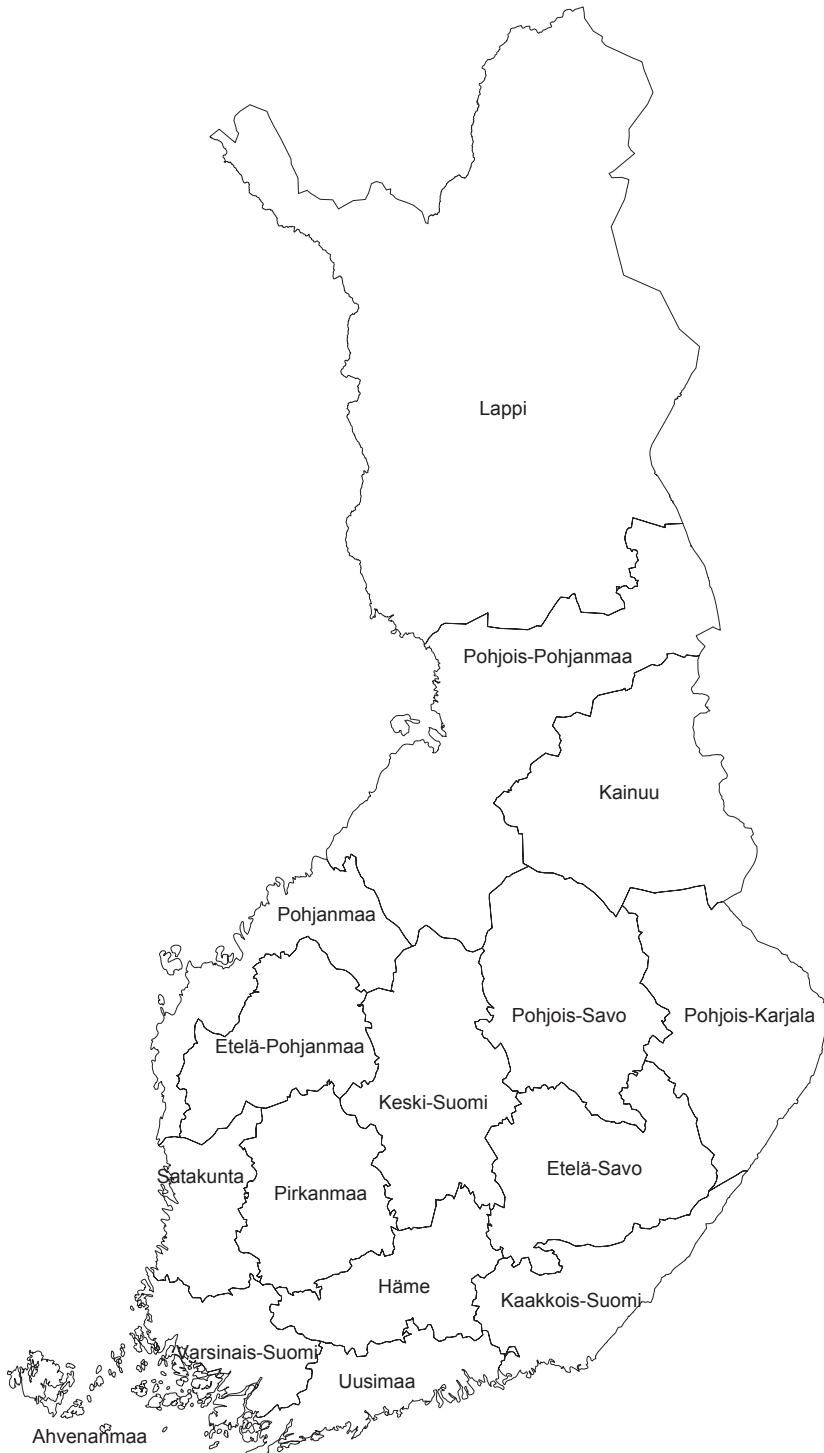 Lappi
Pohjois-Pohjanmaa
Kainuu
Pohjanmaa
Pohjois-Savo
Pohjois-Karjala
Etelä-Pohjanmaa
Keski-Suomi
Etelä-Savo
Satakunta
Pirkanmaa
Häme
Kaakkois-Suomi
Varsinais-Suomi
Uusimaa
Ahvenanmaa